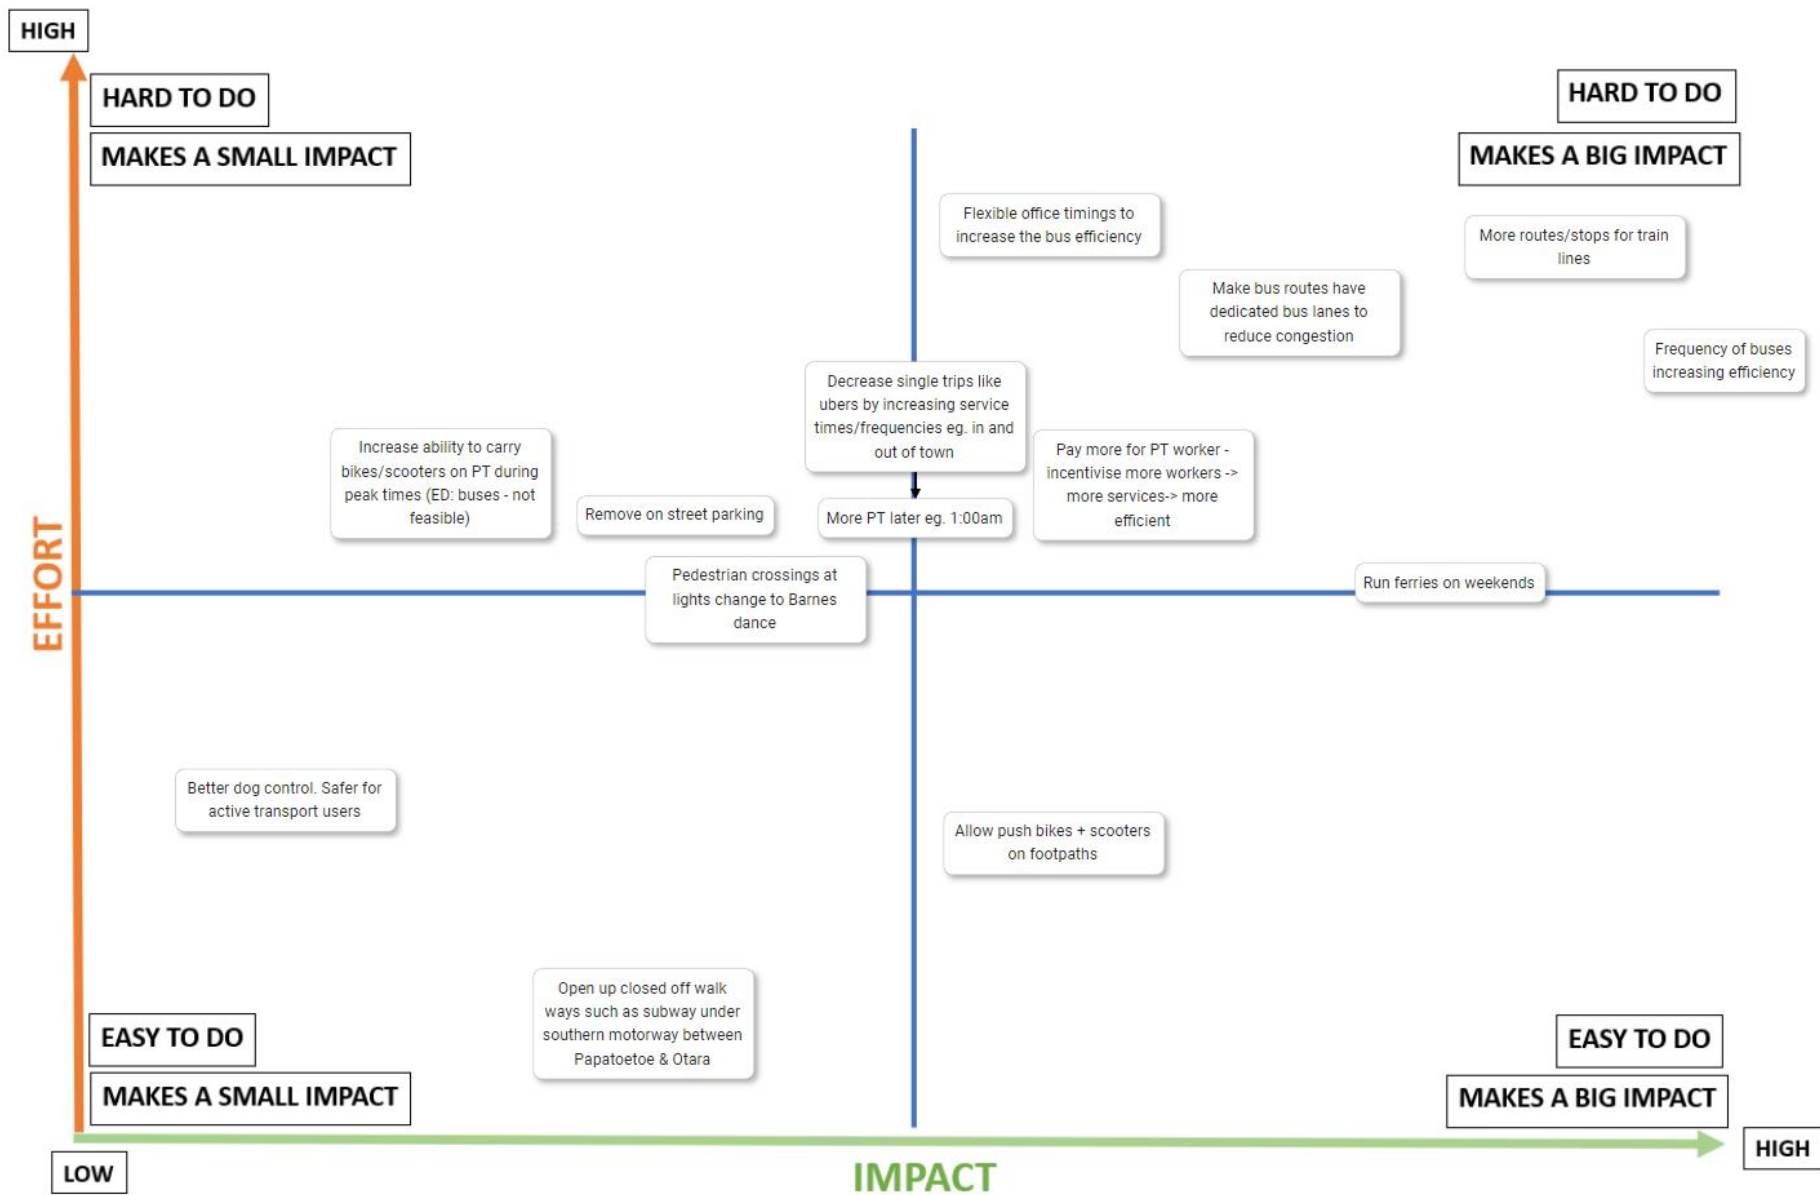 HIGH
HARD TO DO
MAKES A SMALL IMPACT
HARD TO DO
MAKES A BIG IMPACT
Flexible office timings to
increase the bus efficiency
More routes/stops for train
lines
Make bus routes have
dedicated bus lanes to
reduce congestion
Frequency of buses
increasing efficiency
Decrease single trips like
ubers by increasing service
times/frequencies eg. in and
out of town
Increase ability to carry
bikes/scooters on PT during
peak times (ED: buses - not
feasible)
Pay more for PT worker -
incentivise more workers ->
more services-> more
efficient
Remove on street parking
More PT later eg. 1:00am
EFFORT
Pedestrian crossings at
lights change to Barnes
dance
Run ferries on weekends
Better dog control. Safer for
active transport users
Allow push bikes + scooters
on footpaths
Open up closed off walk
ways such as subway under
southern motorway between
Papatoetoe & Otara
EASY TO DO
MAKES A SMALL IMPACT
EASY TO DO
MAKES A BIG IMPACT
LOW
IMPACT
HIGH